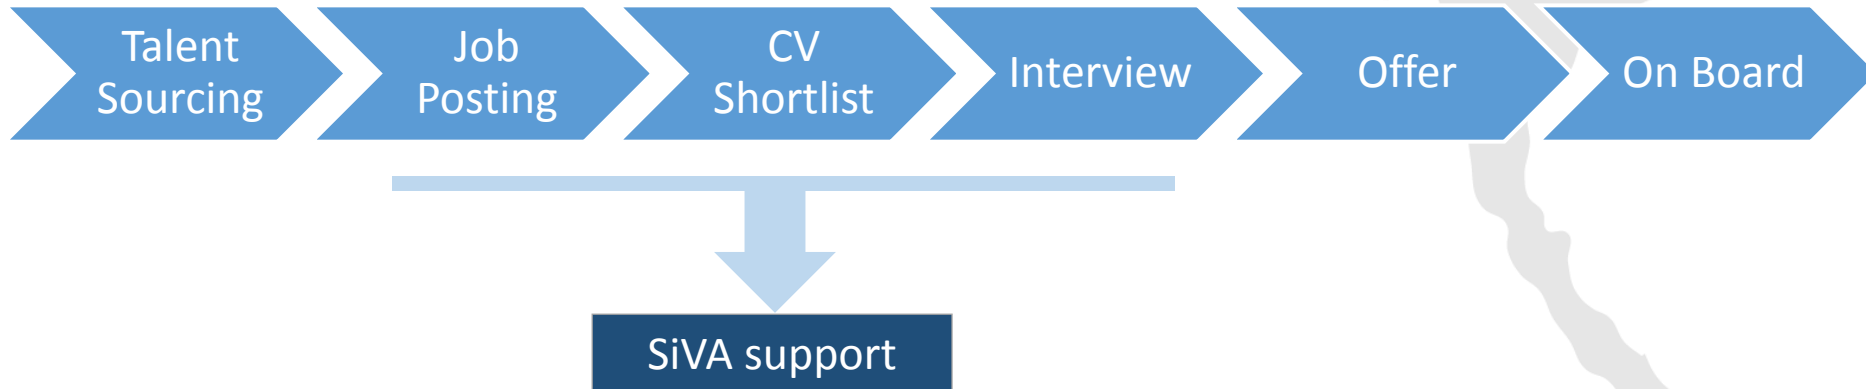 Talent
Sourcing
Job
Posting
CV
Shortlist
Interview
Offer
On Board
SiVA support